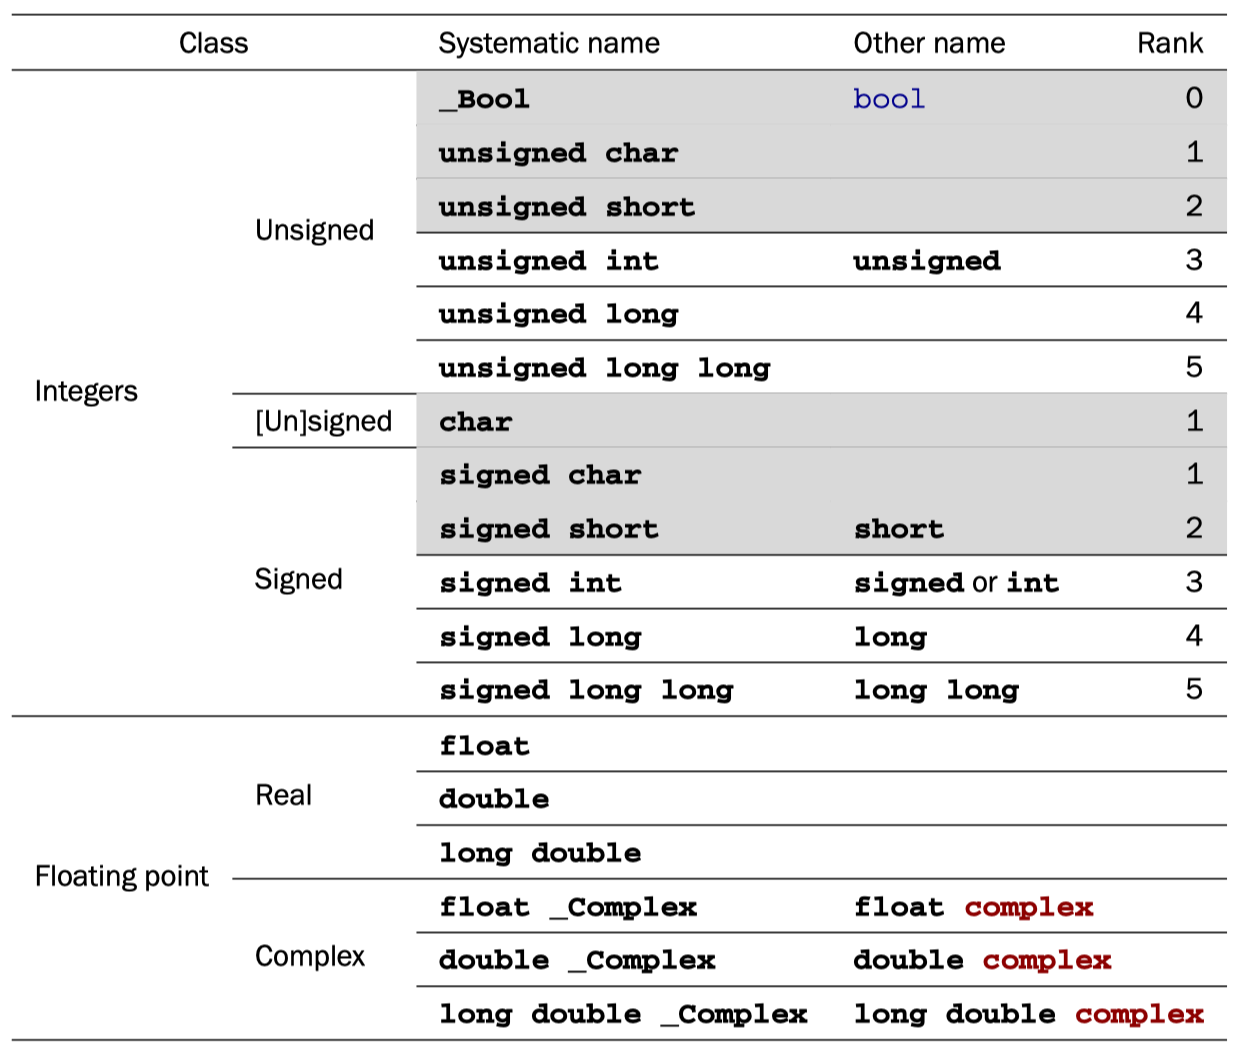 Class Systematic name Other name Rank
_Bool bool 0
unsigned char 1
unsigned short 2
Unsigned
unsigned int unsigned 3
unsigned long 4
unsigned long long 5
Integers
[Un]signed char 1
signed char 1
signed short short 2
Signed
signed int signed or int 3
signed long long 4
signed long long long long 5
float
Real
double
long double
Floating point
float _Complex float complex
Complex
double _Complex double complex
long double _Complex long double complex